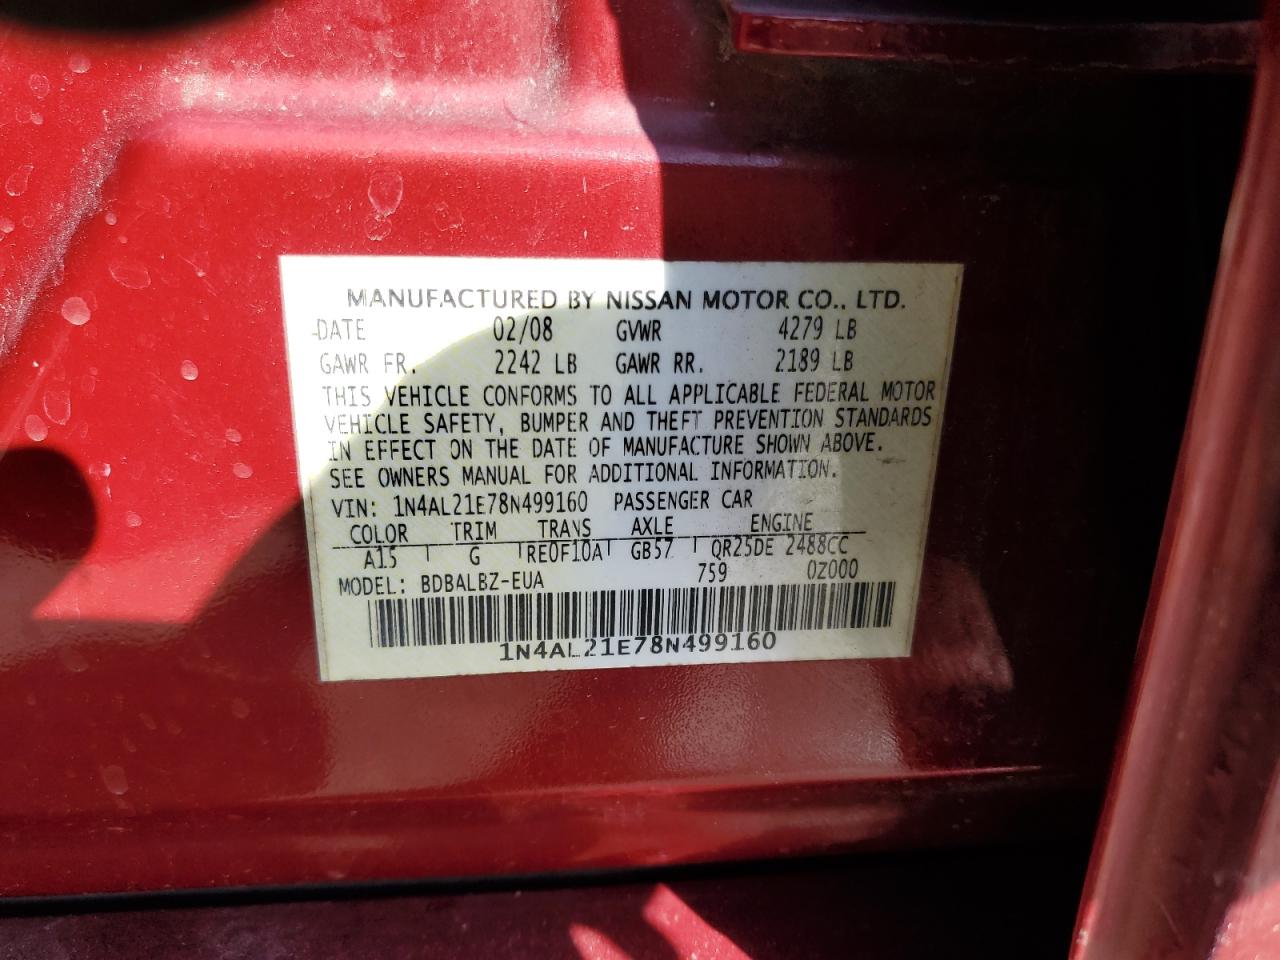 MANUFACTURED BY NISSAN MOTOR CO., LTD.
DATE 02/08 GVWR 4279 LB
GAWR FR. 2242 LB GAWR RR. 2189 LB
THIS VEHICLE CONFORMS TO ALL APPLICABLE FEDERAL MOTOR
VEHICLE SAFETY, BUMPER AND THEFT PREVENTION STANDARDS
IN EFFECT ON THE DATE OF MANUFACTURE SHOWN ABOVE.
SEE OWNERS MANUAL FOR ADDITIONAL INFORMATION.
VIN: 1N4AL21E78N499160 PASSENGER CAR
COLOR TRIM TRANS AXLE ENGINE
A15 G RE0F10A GB57 QR25DE 2488CC
MODEL: BDBALBZ-EUA 759 0Z000
1N4AL21E78N499160